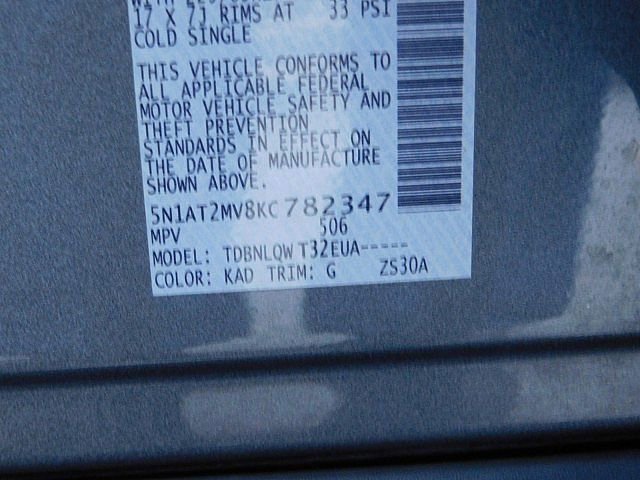 17 X 7J RIMS AT 33 PSI
COLD SINGLE
THIS VEHICLE CONFORMS TO
ALL APPLICABLE FEDERAL
MOTOR VEHICLE SAFETY AND
THEFT PREVENTION
STANDARDS IN EFFECT ON
THE DATE OF MANUFACTURE
SHOWN ABOVE.
5N1AT2MV8KC782347
MPV 506
MODEL: TDBNLQW T32EUA-----
COLOR: KAD TRIM: G ZS30A